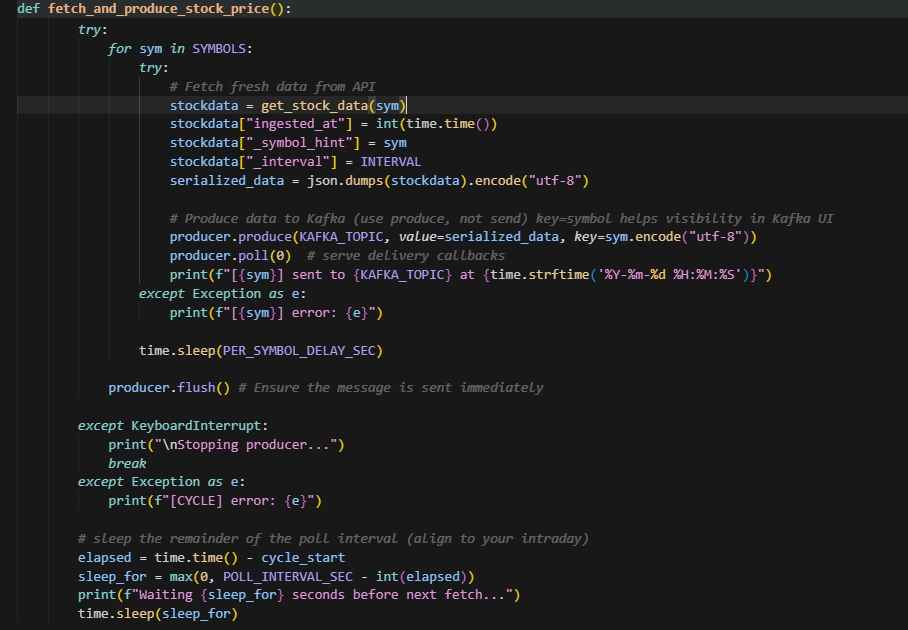 def fetch_and_produce_stock_price():
try:
for sym in SYMBOLS:
try:
# Fetch fresh data from API
stockdata = get_stock_data(sym)
stockdata["ingested_at"] = int(time.time())
stockdata["_symbol_hint"] = sym
stockdata["_interval"] = INTERVAL
serialized_data = json.dumps(stockdata).encode("utf-8")
# Produce data to Kafka (use produce, not send) key=symbol helps visibility in Kafka UI
producer.produce(KAFKA_TOPIC, value=serialized_data, key=sym.encode("utf-8"))
producer.poll(0)  # serve delivery callbacks
print(f"[{sym}] sent to {KAFKA_TOPIC} at {time.strftime('%Y-%m-%d %H:%M:%S')}")
except Exception as e:
print(f"[{sym}] error: {e}")
time.sleep(PER_SYMBOL_DELAY_SEC)
producer.flush() # Ensure the message is sent immediately
except KeyboardInterrupt:
print("\nStopping producer...")
break
except Exception as e:
print(f"[CYCLE] error: {e}")
# sleep the remainder of the poll interval (align to your intraday)
elapsed = time.time() - cycle_start
sleep_for = max(0, POLL_INTERVAL_SEC - int(elapsed))
print(f"Waiting {sleep_for} seconds before next fetch...")
time.sleep(sleep_for)